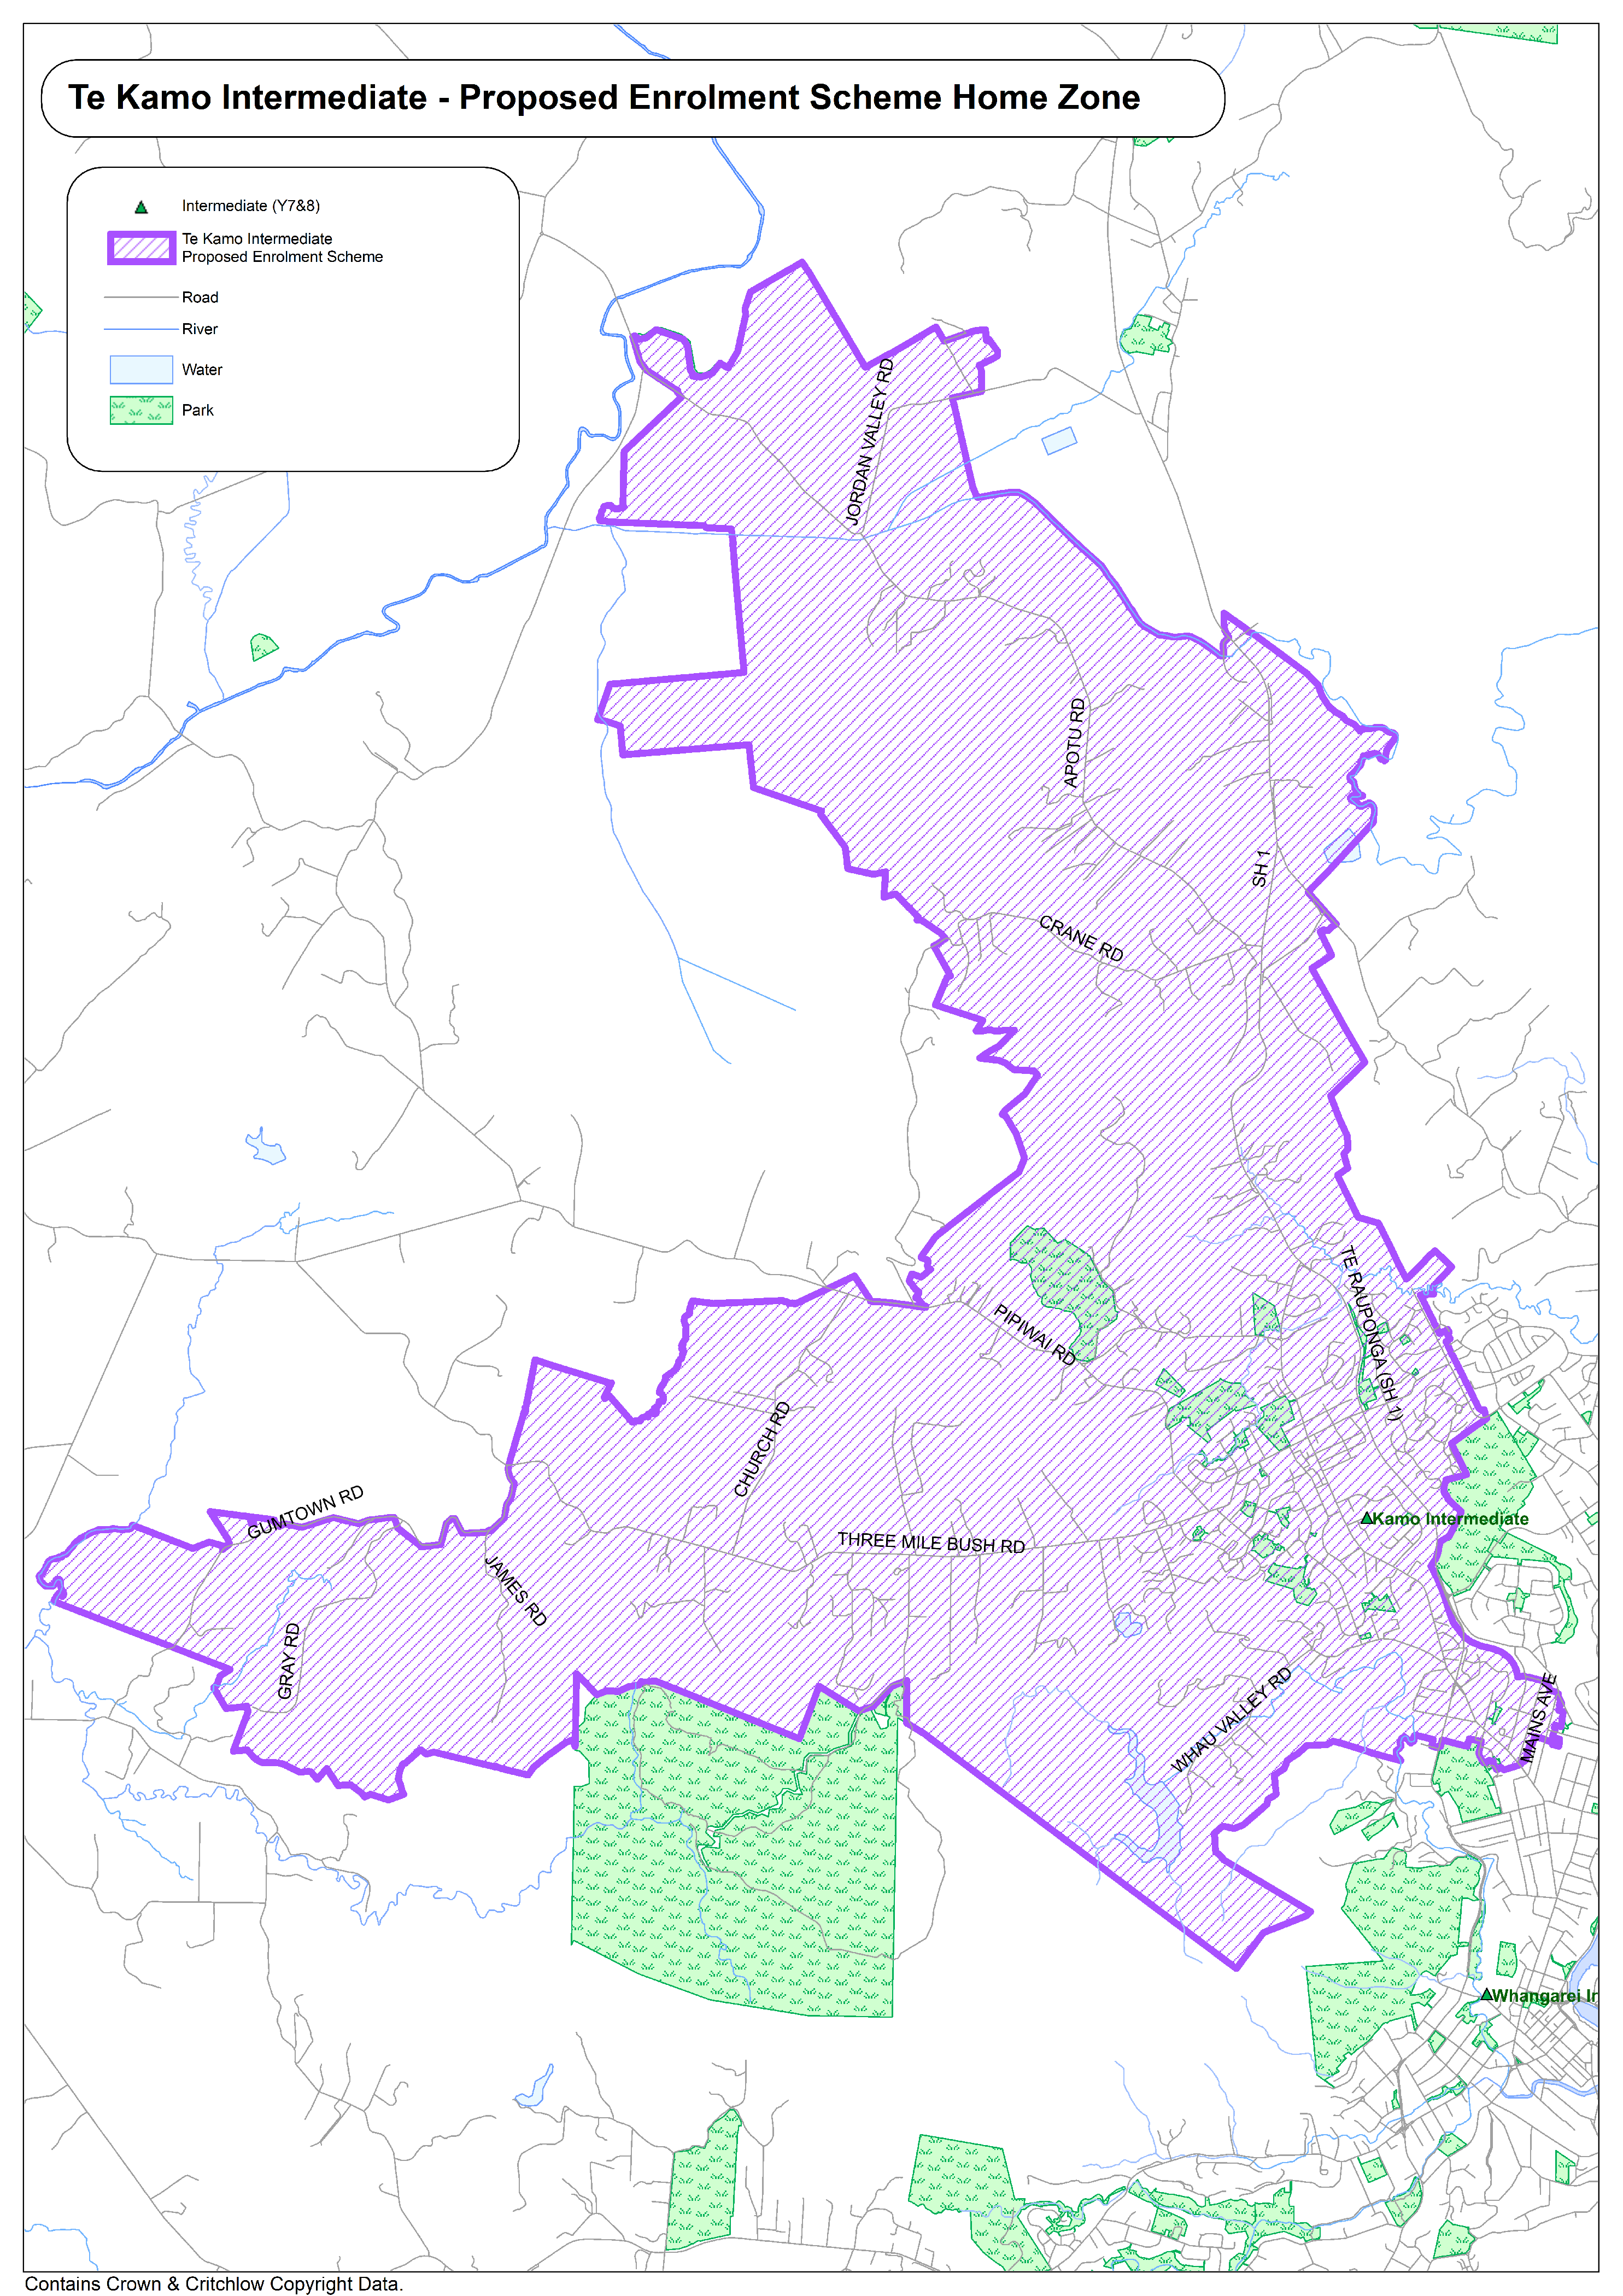 Te Kamo Intermediate - Proposed Enrolment Scheme Home Zone
Intermediate (Y7&8)
Te Kamo Intermediate
Proposed Enrolment Scheme
Road
River
Water
Park
JORDAN VALLEY RD
APOTU RD
SH 1
CRANE RD
TE RAUPONGA (SH 1)
PIPIWAI RD
CHURCH RD
GUMTOWN RD
Kamo Intermediate
THREE MILE BUSH RD
JAMES RD
GRAY RD
WHAU VALLEY RD
MAINS AVE
Whangarei
Contains Crown & Critchlow Copyright Data.